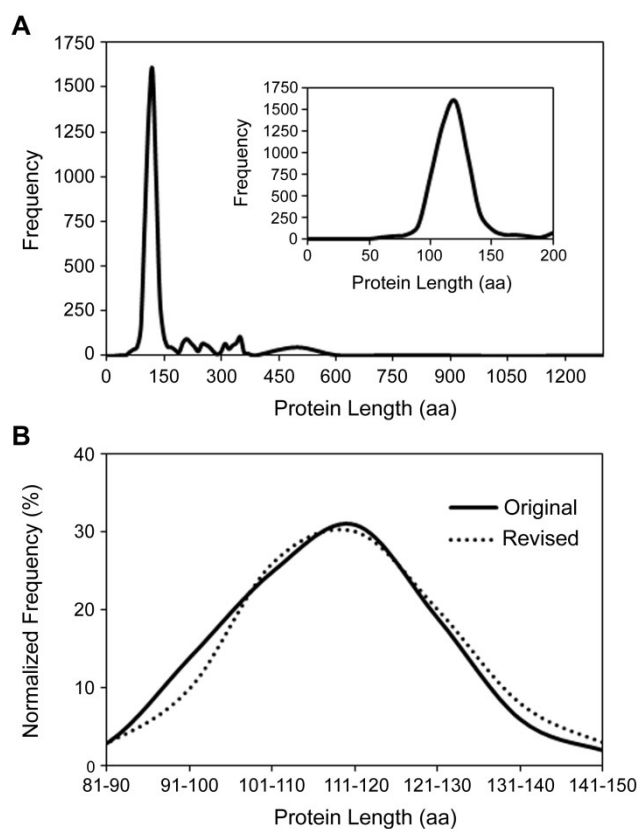 A
1750
1500
1250
1000
750
500
250
0
Frequency
0 150 300 450 600 750 900 1050 1200
Protein Length (aa)
1750
1500
1250
1000
750
500
250
0
Frequency
0 50 100 150 200
Protein Length (aa)
B
40
30
20
10
0
Normalized Frequency (%)
Original
Revised
81-90 91-100 101-110 111-120 121-130 131-140 141-150
Protein Length (aa)